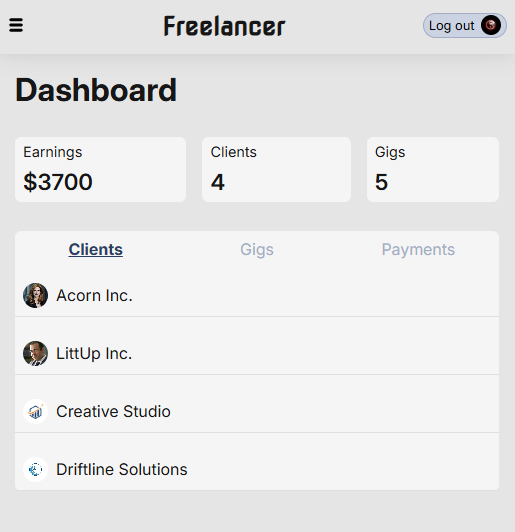 Freelancer
Log out
Dashboard
Earnings
$3700
Clients
4
Gigs
5
Clients
Gigs
Payments
Acorn Inc.
LittUp Inc.
Creative Studio
Driftline Solutions